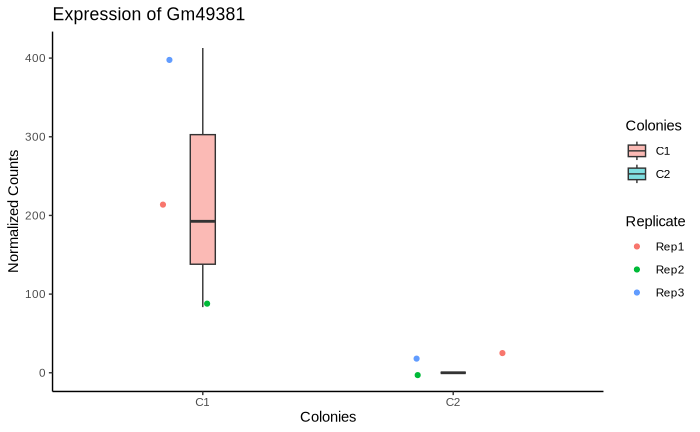 Expression of Gm49381
Normalized Counts
400
300
200
100
0
C1
C2
Colonies
Colonies
C1
C2
Replicate
Rep1
Rep2
Rep3